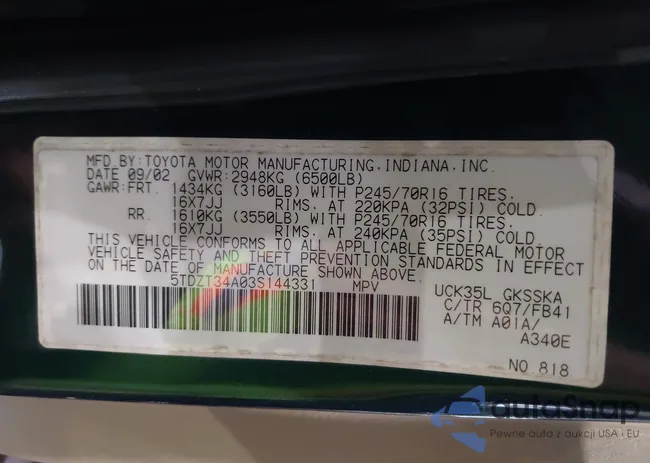 MFD BY:TOYOTA MOTOR MANUFACTURING,INDIANA,INC.
DATE 09/02 GVWR:2948KG (6500LB)
GAWR:FRT. 1434KG (3160LB) WITH P245/70R16 TIRES.
16X7JJ RIMS. AT 220KPA (32PSI) COLD.
RR. 1610KG (3550LB) WITH P245/70R16 TIRES.
16X7JJ RIMS. AT 240KPA (35PSI) COLD.
THIS VEHICLE CONFORMS TO ALL APPLICABLE FEDERAL MOTOR
VEHICLE SAFETY AND THEFT PREVENTION STANDARDS IN EFFECT
ON THE DATE OF MANUFACTURE SHOWN ABOVE.
5TDZT34A03S144331 MPV
UCK35L GKSSKA
C/TR 6Q7/FB41
A/TM A01A/
A340E
NO.818
autaSnap
Pewne auta z aukcji USA i EU